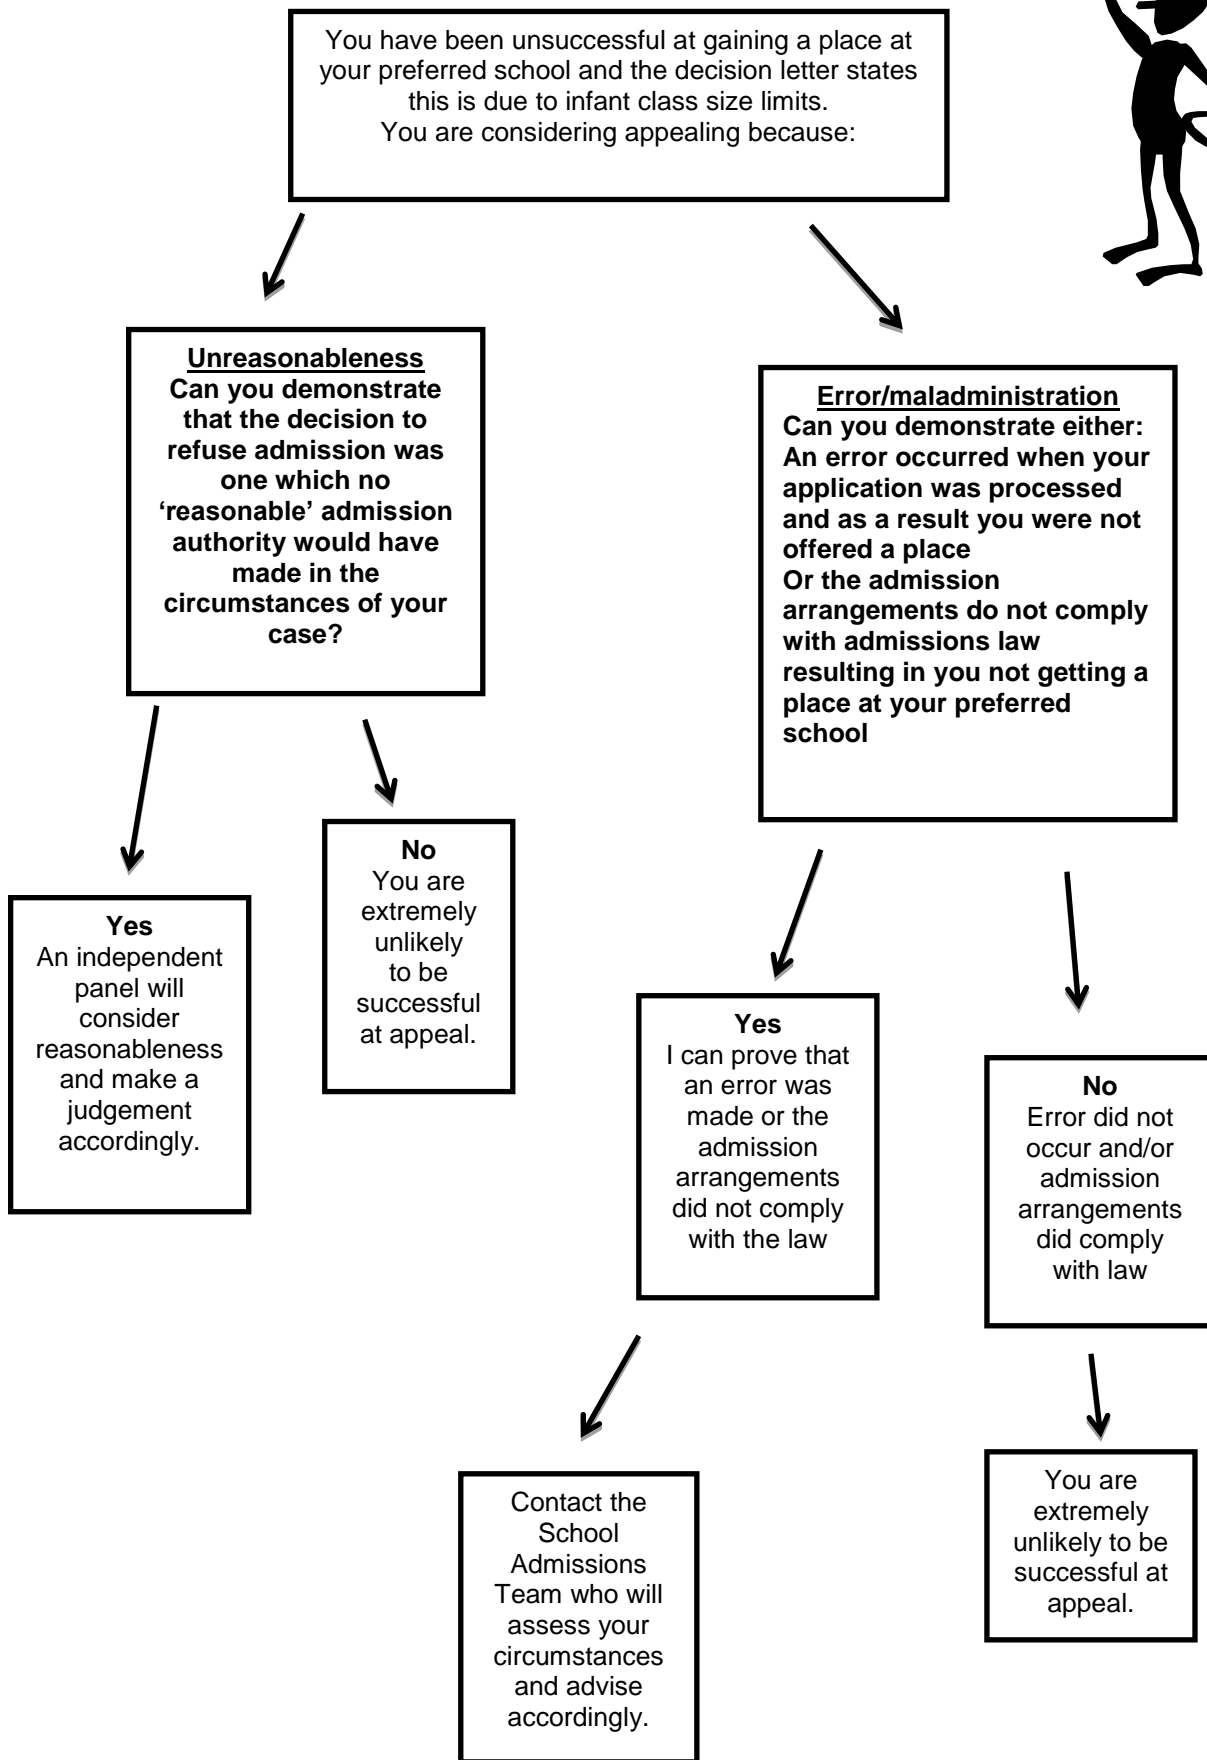 You have been unsuccessful at gaining a place at
your preferred school and the decision letter states
this is due to infant class size limits.
You are considering appealing because:
Unreasonableness
Can you demonstrate
that the decision to
refuse admission was
one which no
‘reasonable’ admission
authority would have
made in the
circumstances of your
case?
Error/maladministration
Can you demonstrate either:
An error occurred when your
application was processed
and as a result you were not
offered a place
Or the admission
arrangements do not comply
with admissions law
resulting in you not getting a
place at your preferred
school
Yes
An independent
panel will
consider
reasonableness
and make a
judgement
accordingly.
No
You are
extremely
unlikely
to be
successful
at appeal.
Yes
I can prove that
an error was
made or the
admission
arrangements
did not comply
with the law
No
Error did not
occur and/or
admission
arrangements
did comply
with law
Contact the
School
Admissions
Team who will
assess your
circumstances
and advise
accordingly.
You are
extremely
unlikely to be
successful at
appeal.